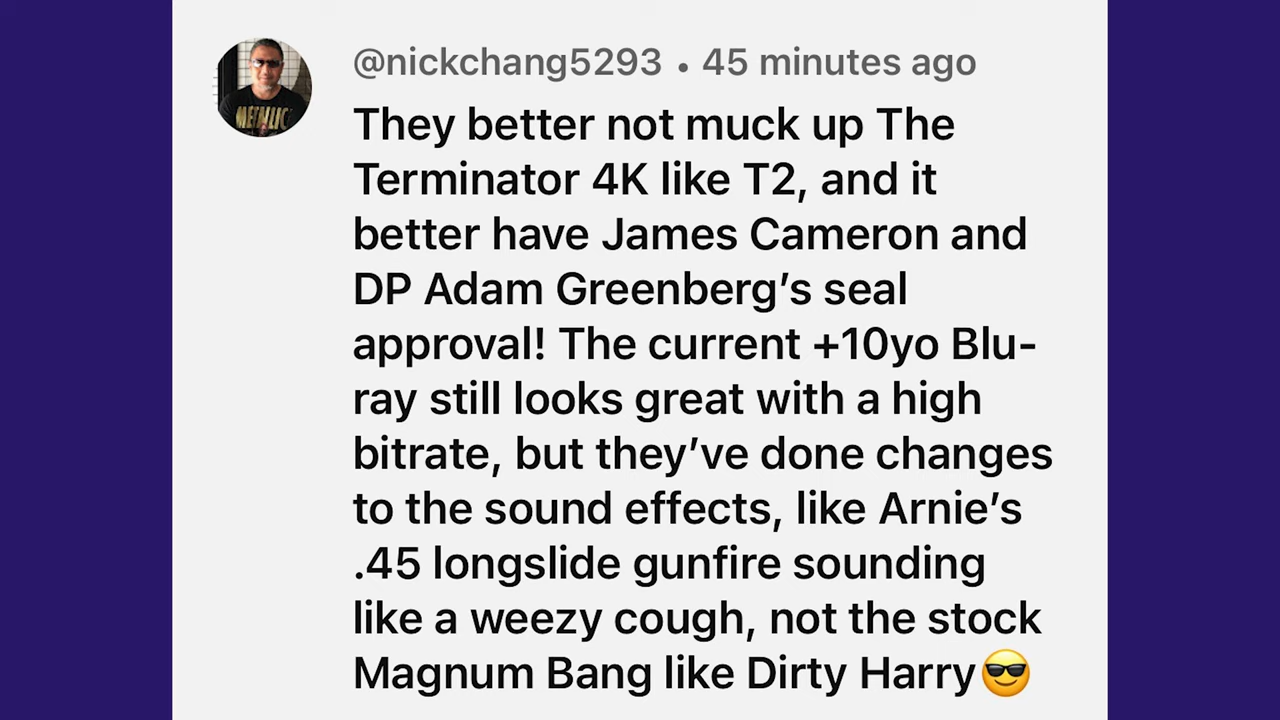 @nickchang5293 • 45 minutes ago
METALLIC
They better not muck up The
Terminator 4K like T2, and it
better have James Cameron and
DP Adam Greenberg’s seal
approval! The current +10yo Blu-
ray still looks great with a high
bitrate, but they’ve done changes
to the sound effects, like Arnie’s
.45 longslide gunfire sounding
like a weezy cough, not the stock
Magnum Bang like Dirty Harry😎